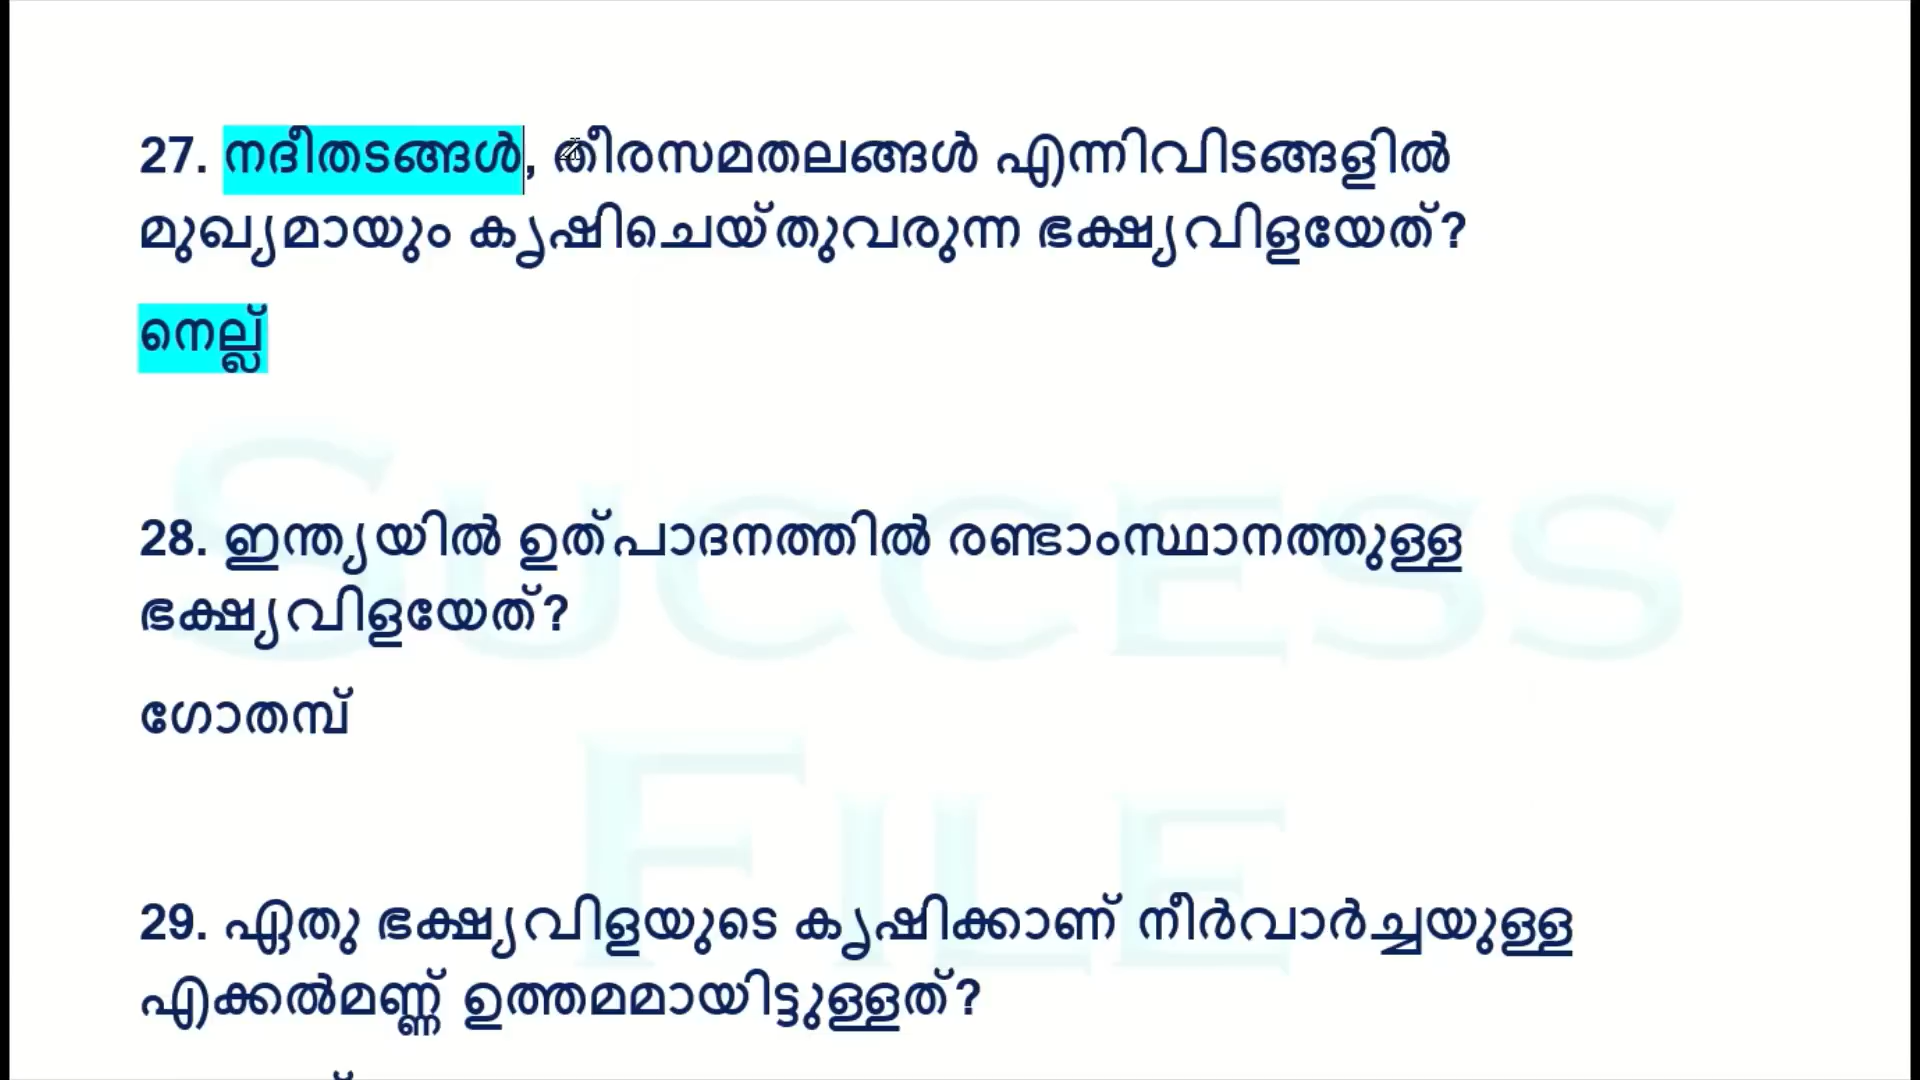 27. നദീതടങ്ങൾ, തീരസമതലങ്ങൾ എന്നിവിടങ്ങളിൽ
മുഖ്യമായും കൃഷിചെയ്തുവരുന്ന ഭക്ഷ്യവിളയേത്?
നെല്ല്
28. ഇന്ത്യയിൽ ഉത്പാദനത്തിൽ രണ്ടാംസ്ഥാനത്തുള്ള
ഭക്ഷ്യവിളയേത്?
ഗോതമ്പ്
29. ഏതു ഭക്ഷ്യവിളയുടെ കൃഷിക്കാണ് നീർവാർച്ചയുള്ള
എക്കൽമണ്ണ് ഉത്തമമായിട്ടുള്ളത്?
SUCCESS
FILE